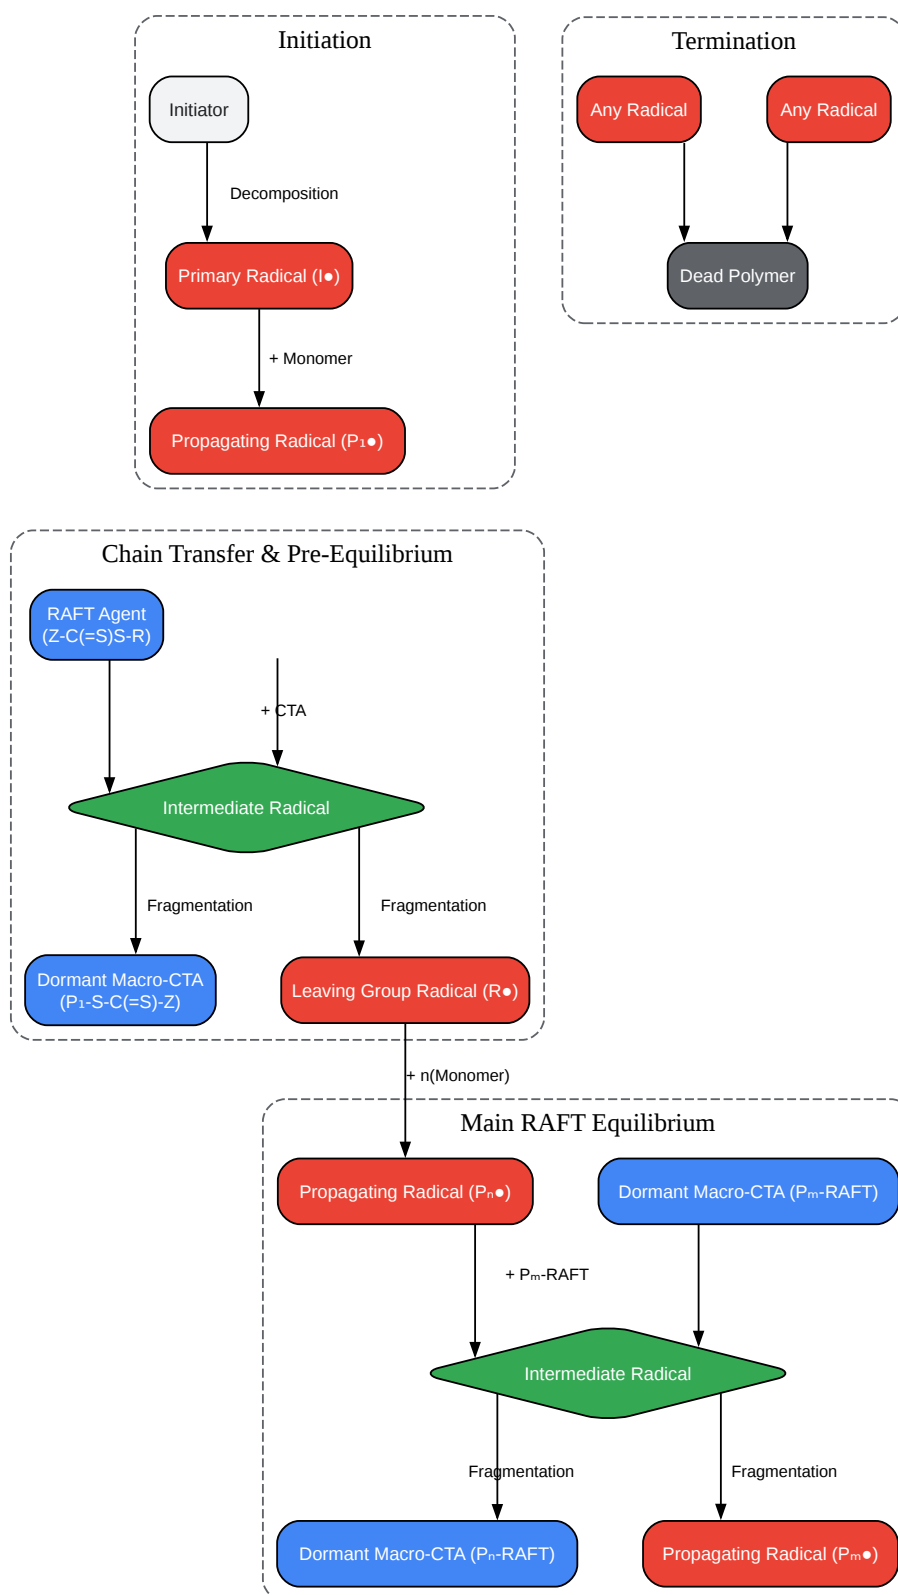 Initiation
Initiator
Decomposition
Primary Radical (I●)
+ Monomer
Propagating Radical (P₁●)
Termination
Any Radical
Any Radical
Dead Polymer
Chain Transfer & Pre-Equilibrium
RAFT Agent
(Z-C(=S)S-R)
+ CTA
Intermediate Radical
Fragmentation
Fragmentation
Dormant Macro-CTA
(P₁-S-C(=S)-Z)
Leaving Group Radical (R●)
+ n(Monomer)
Main RAFT Equilibrium
Propagating Radical (Pₙ●)
Dormant Macro-CTA (Pₘ-RAFT)
+ Pₘ-RAFT
Intermediate Radical
Fragmentation
Fragmentation
Dormant Macro-CTA (Pₙ-RAFT)
Propagating Radical (Pₘ●)